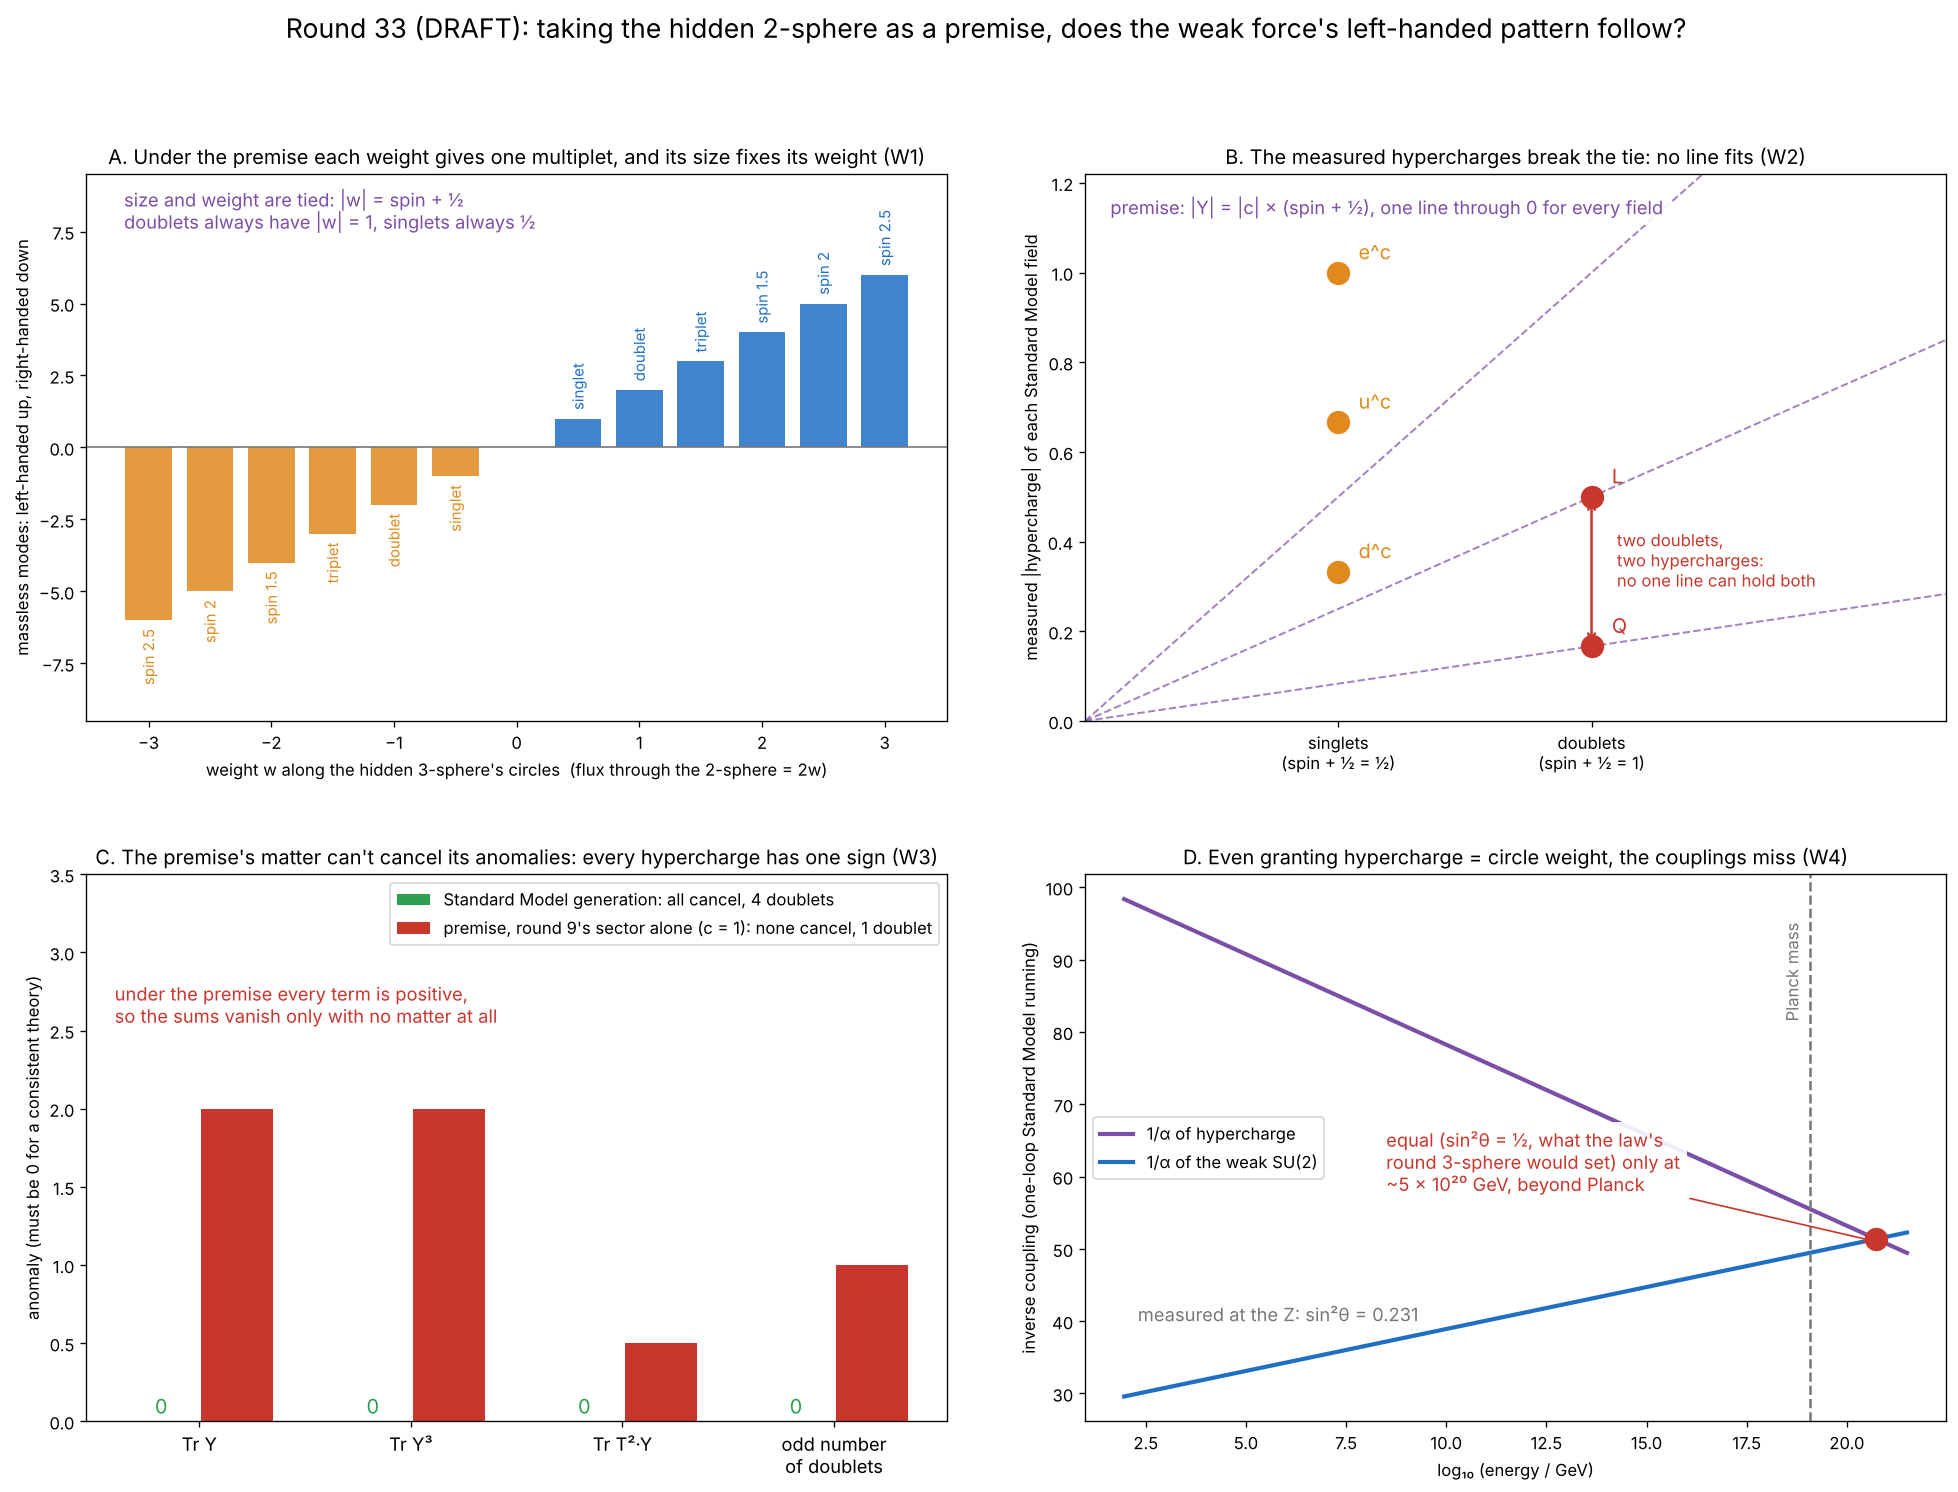 Round 33 (DRAFT): taking the hidden 2-sphere as a premise, does the weak force's left-handed pattern follow?
A. Under the premise each weight gives one multiplet, and its size fixes its weight (W1)
size and weight are tied: |w| = spin + ½
doublets always have |w| = 1, singlets always ½
massless modes: left-handed up, right-handed down
7.5
5.0
2.5
0.0
−2.5
−5.0
−7.5
spin 2.5
spin 2
spin 1.5
triplet
doublet
singlet
singlet
doublet
triplet
spin 1.5
spin 2
spin 2.5
−3
−2
−1
0
1
2
3
weight w along the hidden 3-sphere's circles (flux through the 2-sphere = 2w)
B. The measured hypercharges break the tie: no line fits (W2)
premise: |Y| = |c| × (spin + ½), one line through 0 for every field
measured |hypercharge| of each Standard Model field
1.2
1.0
0.8
0.6
0.4
0.2
0.0
e^c
u^c
d^c
L
Q
two doublets,
two hypercharges:
no one line can hold both
singlets
(spin + ½ = ½)
doublets
(spin + ½ = 1)
C. The premise's matter can't cancel its anomalies: every hypercharge has one sign (W3)
Standard Model generation: all cancel, 4 doublets
premise, round 9's sector alone (c = 1): none cancel, 1 doublet
under the premise every term is positive,
so the sums vanish only with no matter at all
anomaly (must be 0 for a consistent theory)
3.5
3.0
2.5
2.0
1.5
1.0
0.5
0.0
0
0
0
0
Tr Y
Tr Y³
Tr T²·Y
odd number
of doublets
D. Even granting hypercharge = circle weight, the couplings miss (W4)
inverse coupling (one-loop Standard Model running)
100
90
80
70
60
50
40
30
Planck mass
1/α of hypercharge
1/α of the weak SU(2)
equal (sin²θ = ½, what the law's
round 3-sphere would set) only at
~5 × 10²⁰ GeV, beyond Planck
measured at the Z: sin²θ = 0.231
2.5
5.0
7.5
10.0
12.5
15.0
17.5
20.0
log₁₀ (energy / GeV)